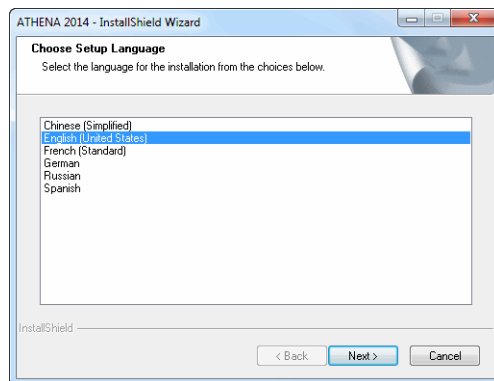 ATHENA 2014 - InstallShield Wizard
Choose Setup Language
Select the language for the installation from the choices below.
Chinese (Simplified)
English (United States)
French (Standard)
German
Russian
Spanish
InstallShield
< Back Next > Cancel